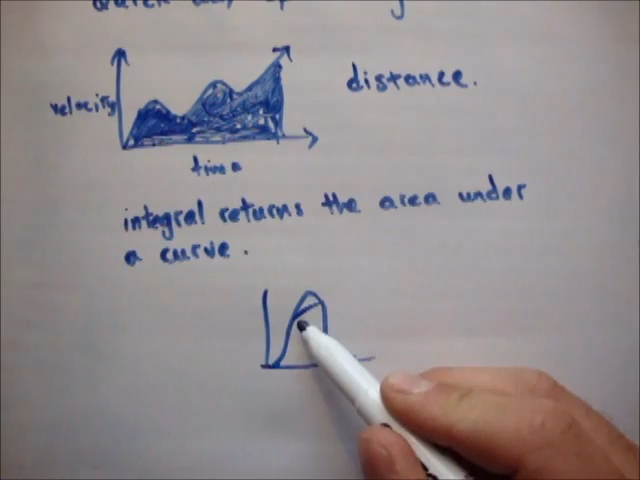 distance.
velocity
time
integral returns the area under
a curve.